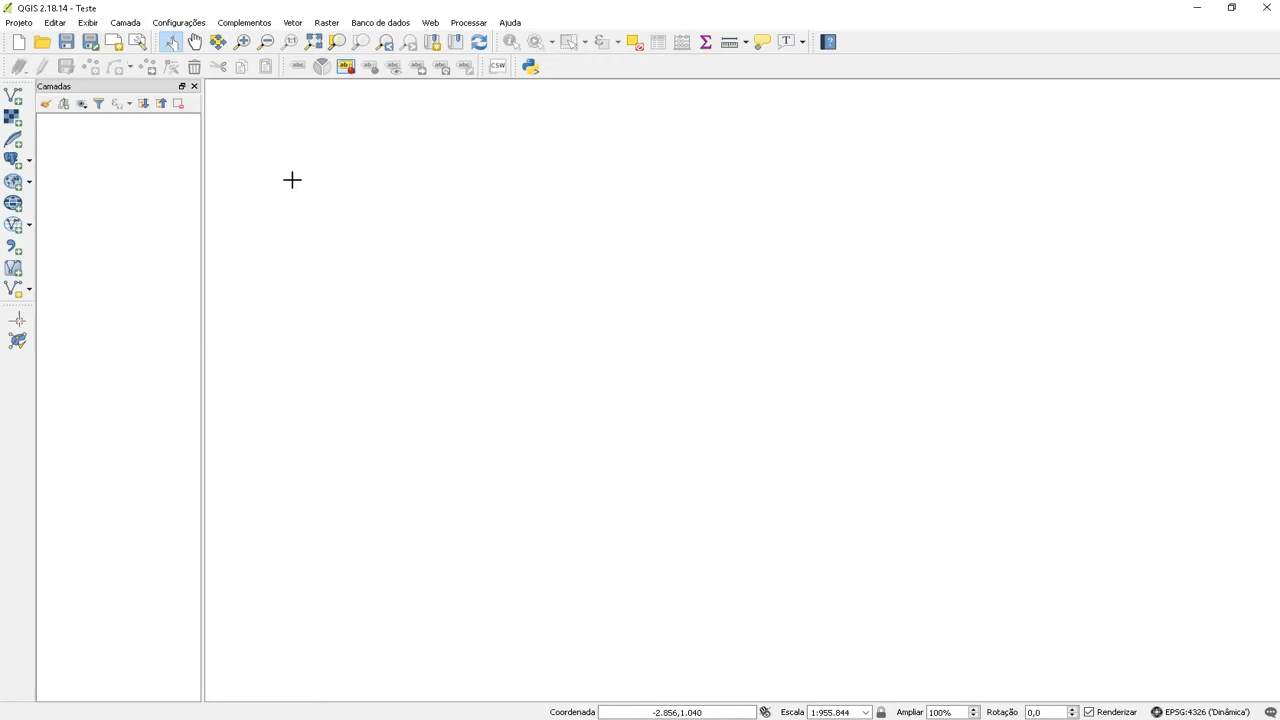 QGIS 2.18.14 - Teste
Projeto Editar Exibir Camada Configurações Complementos Vetor Raster Banco de dados Web Processar Ajuda
CSW
Camadas
Coordenada -2.856,1.040 Escala 1:955.844 Ampliar 100% Rotação 0,0 Renderizar EPSG:4326 ('Dinâmica')